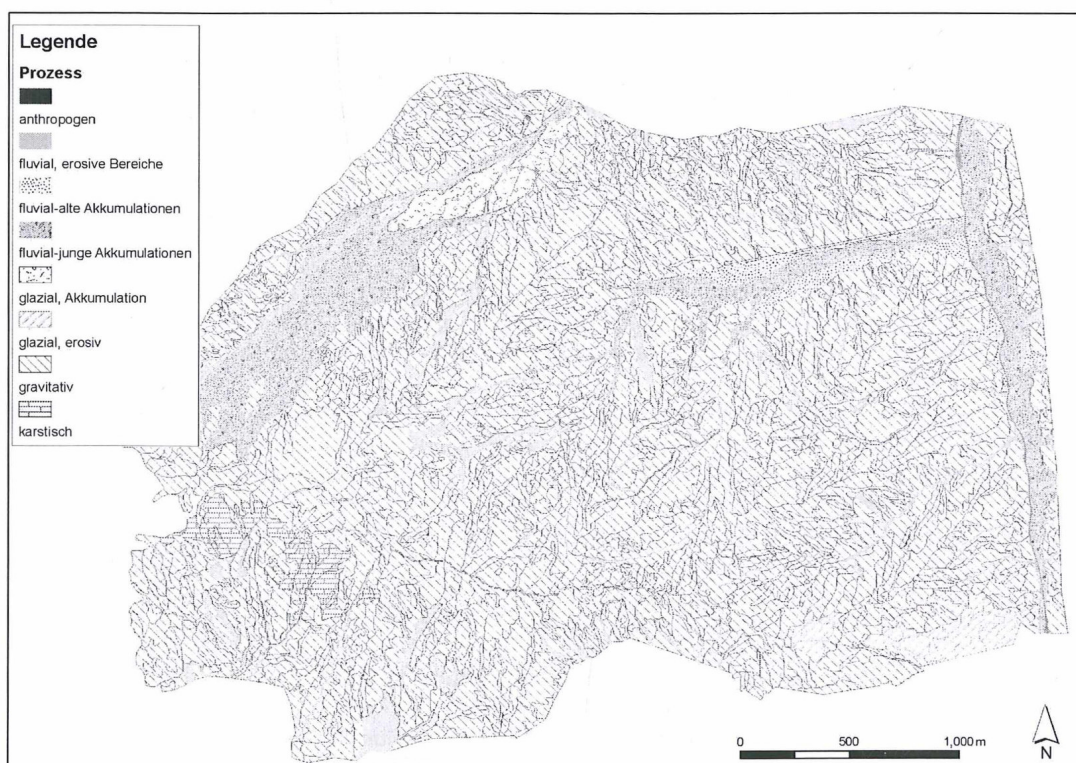 Legende
Prozess
anthropogen
fluvial, erosive Bereiche
fluvial-alte Akkumulationen
fluvial-junge Akkumulationen
glazial, Akkumulation
glazial, erosiv
gravitativ
karstisch
0 500 1,000 m
N